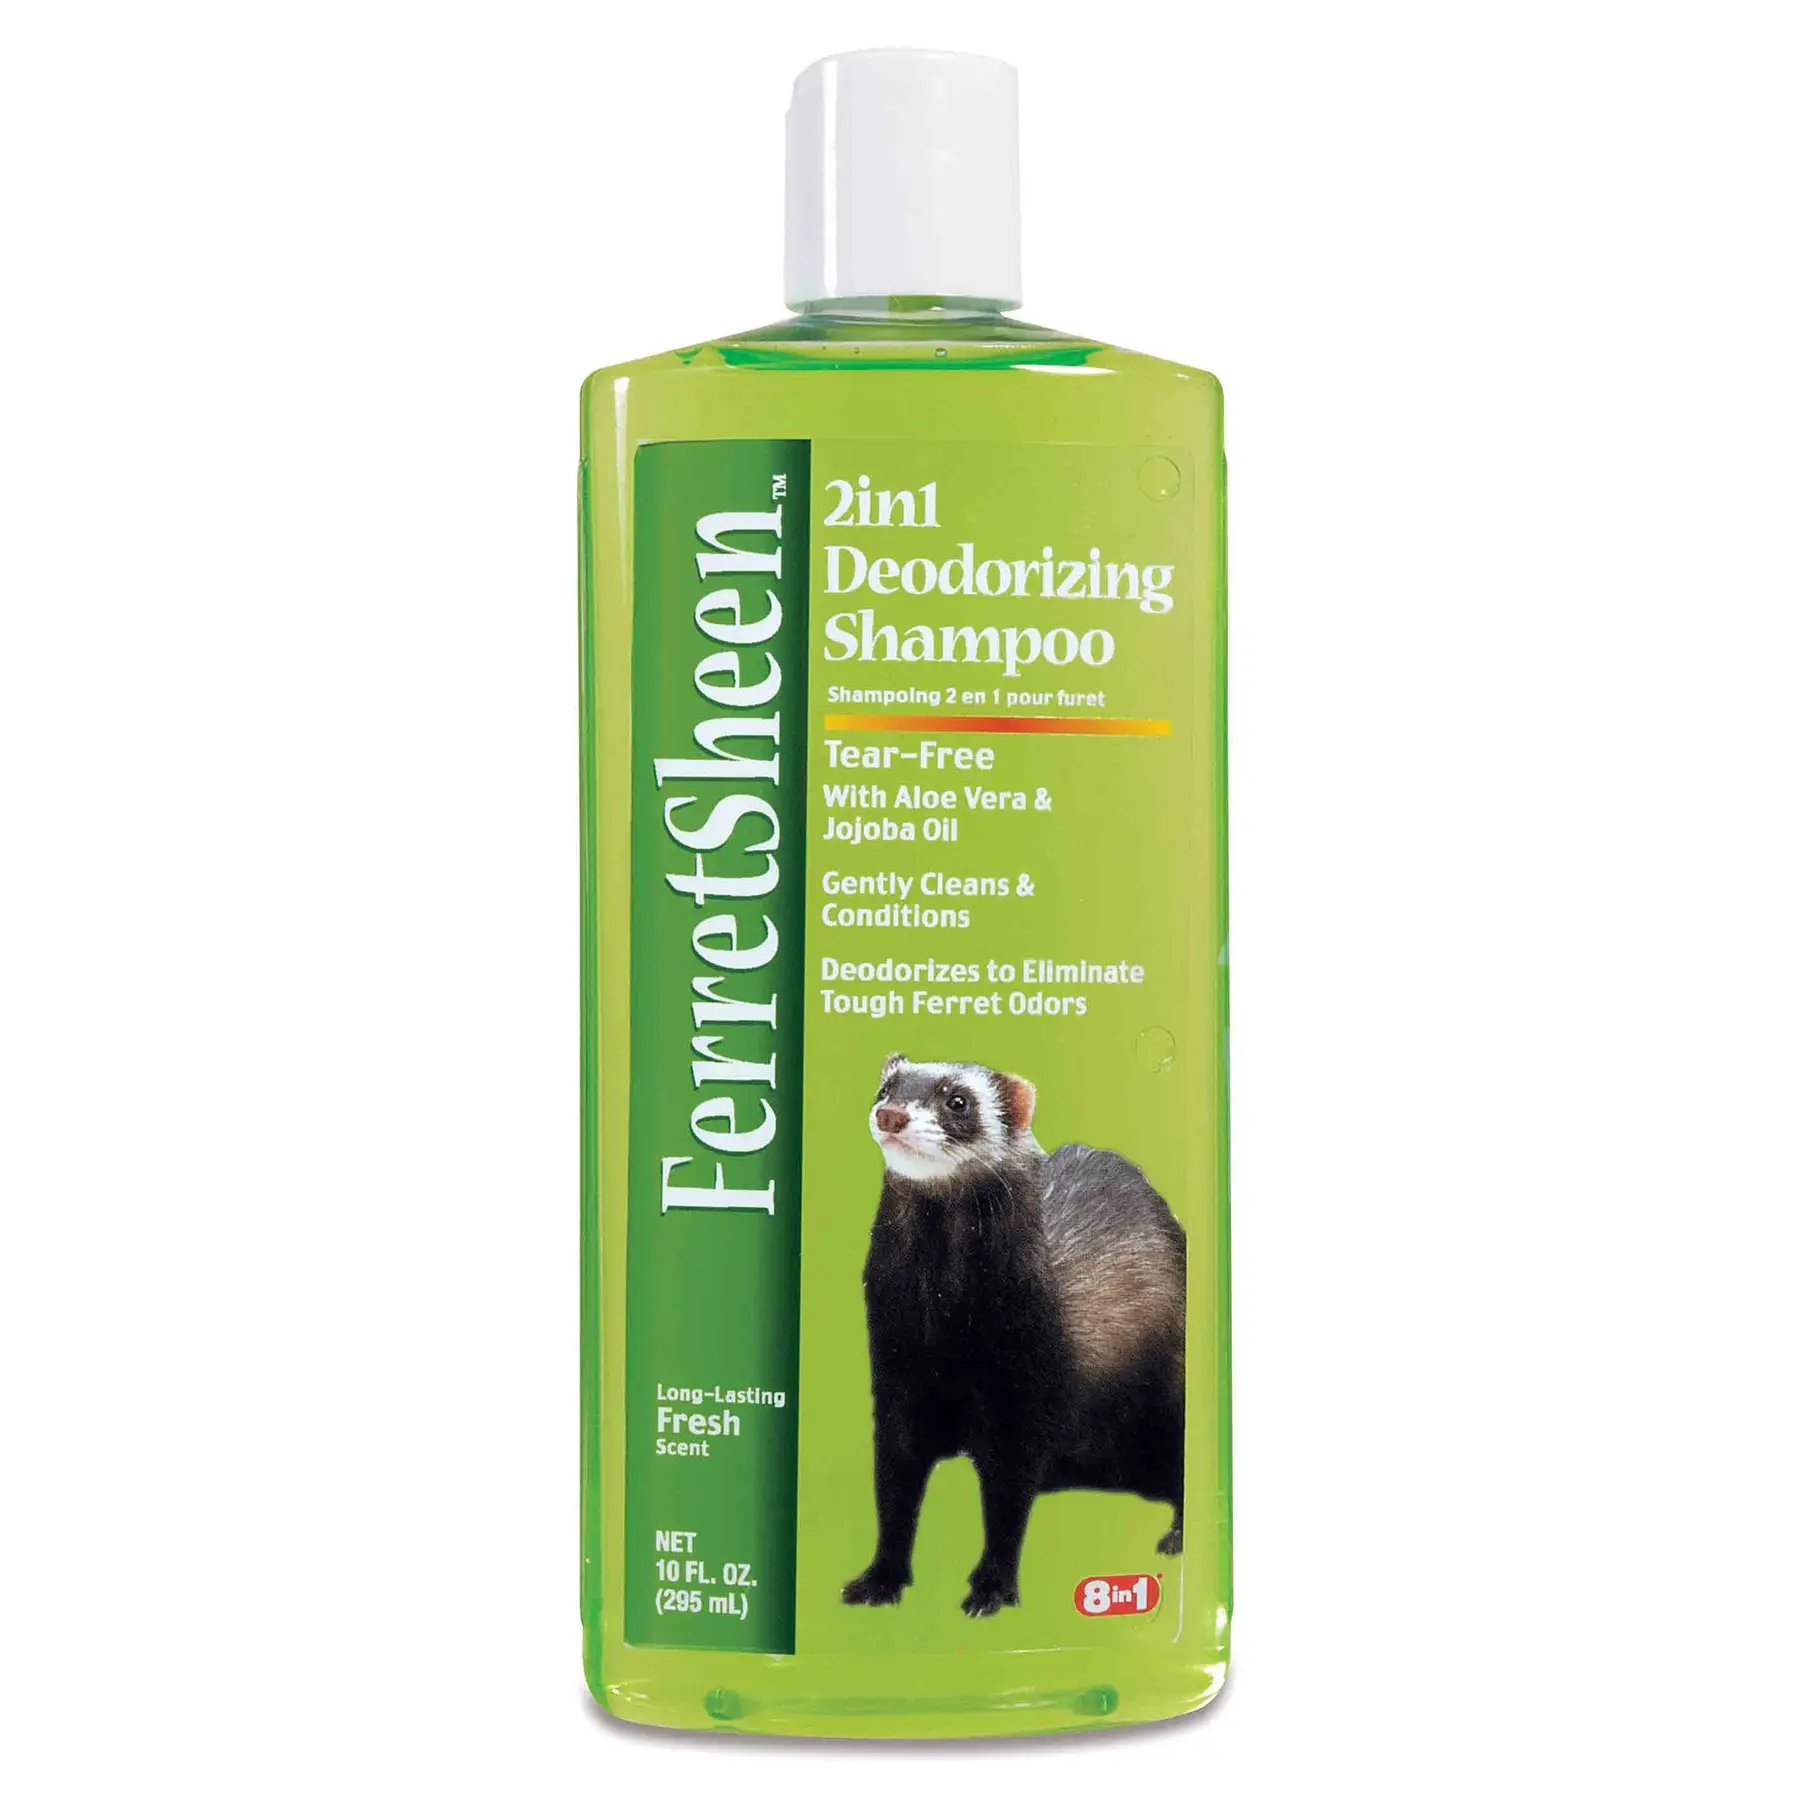 FerretSheen™
2in1
Deodorizing
Shampoo
Shampoing 2 en 1 pour furet
Tear-Free
With Aloe Vera &
Jojoba Oil
Gently Cleans &
Conditions
Deodorizes to Eliminate
Tough Ferret Odors
Long-Lasting
Fresh
Scent
NET
10 FL. OZ.
(295 mL)
8in1